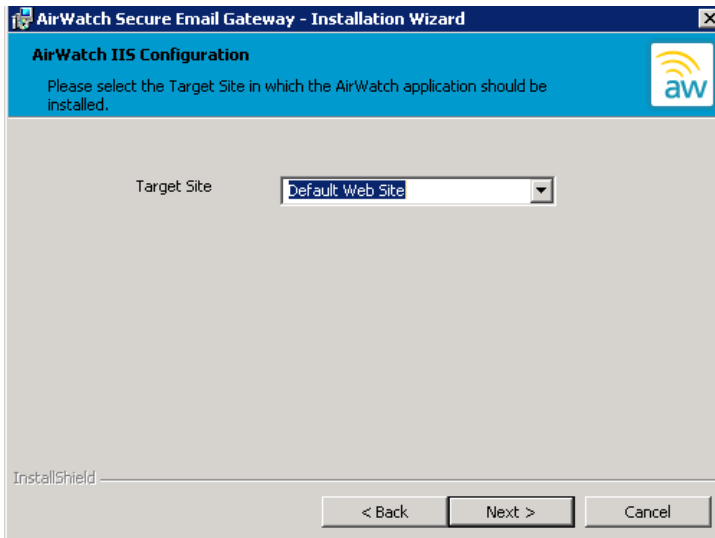 AirWatch Secure Email Gateway - Installation Wizard
AirWatch IIS Configuration
Please select the Target Site in which the AirWatch application should be
installed.
aw
Target Site
Default Web Site
InstallShield
< Back
Next >
Cancel